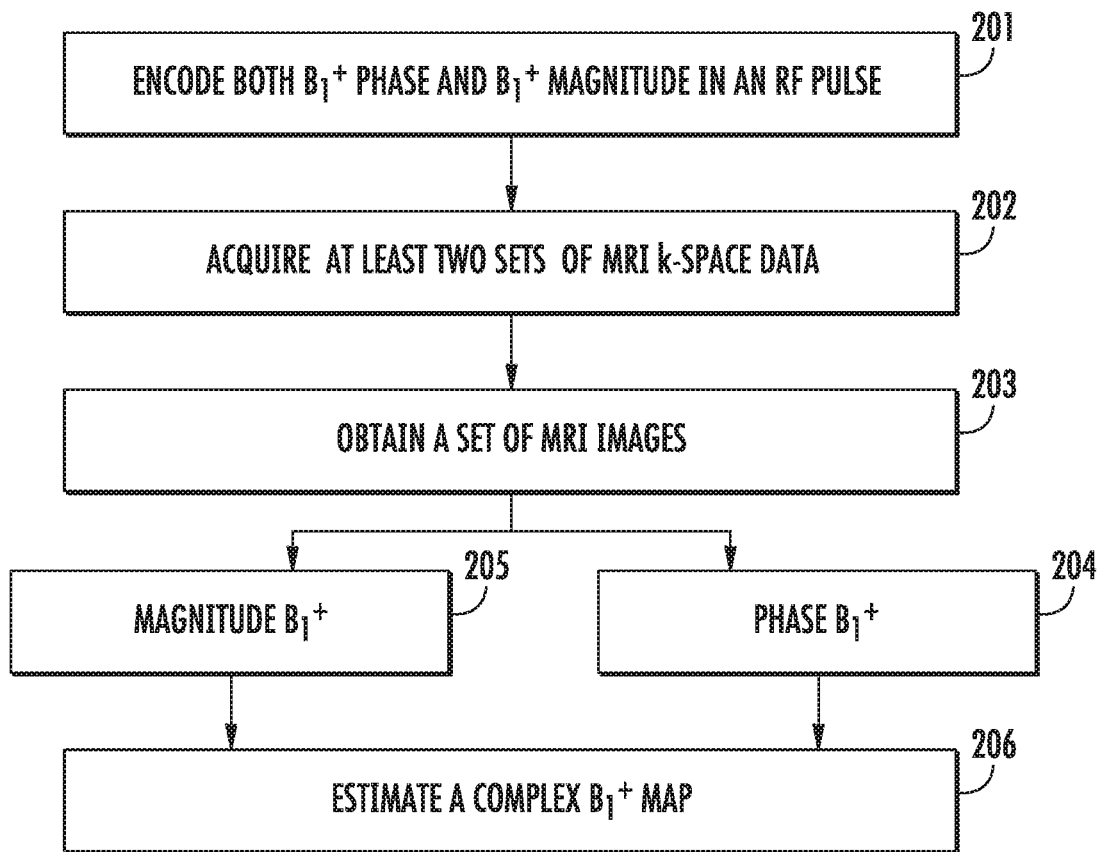 201
ENCODE BOTH B₁⁺ PHASE AND B₁⁺ MAGNITUDE IN AN RF PULSE
202
ACQUIRE AT LEAST TWO SETS OF MRI k-SPACE DATA
203
OBTAIN A SET OF MRI IMAGES
205
MAGNITUDE B₁⁺
204
PHASE B₁⁺
206
ESTIMATE A COMPLEX B₁⁺ MAP